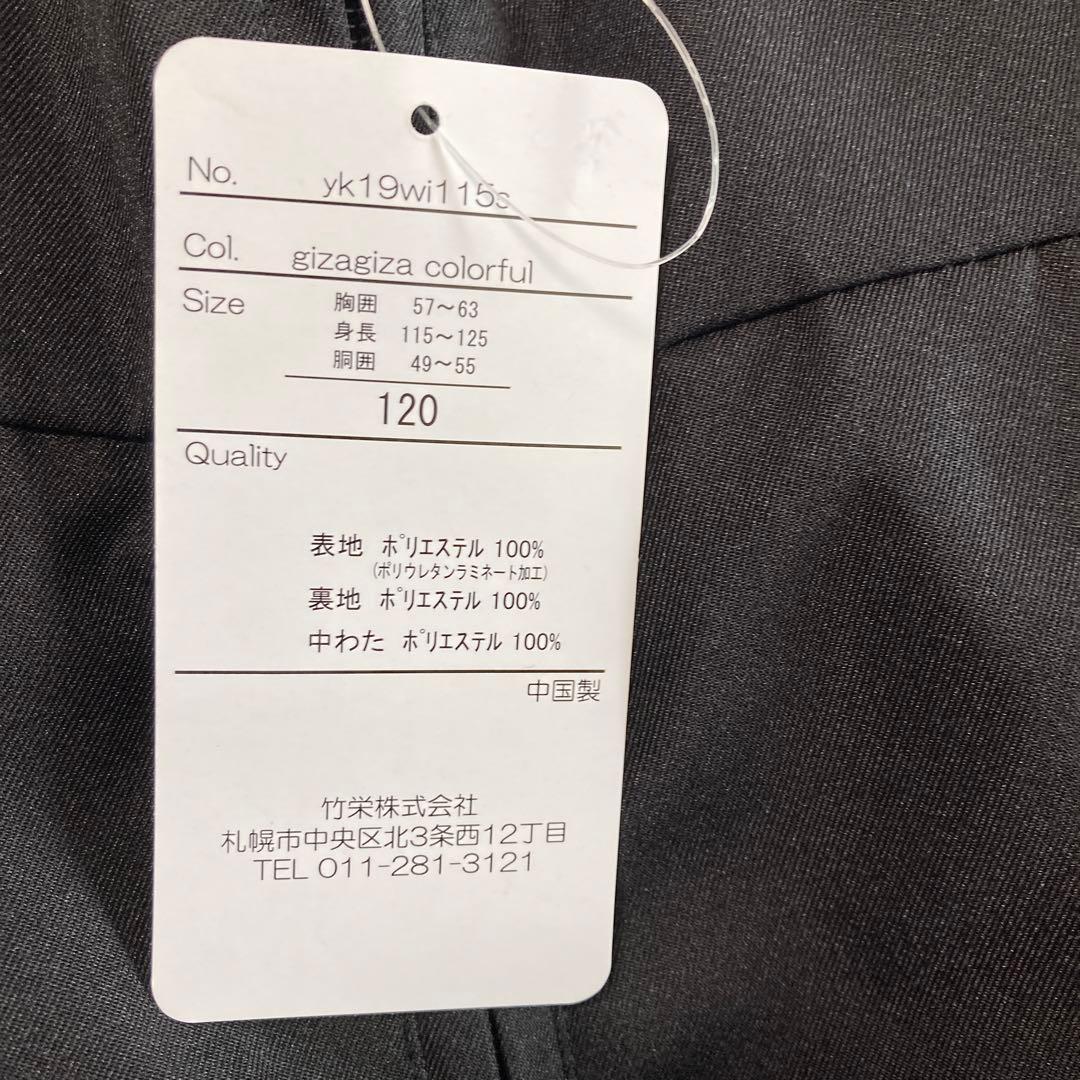 No. yk19wi115s
Col. gizagiza colorful
Size 胸囲 57～63
身長 115～125
胴囲 49～55
120
Quality
表地 ポリエステル 100%
(ポリウレタンラミネート加工)
裏地 ポリエステル 100%
中わた ポリエステル 100%
中国製
竹栄株式会社
札幌市中央区北3条西12丁目
TEL 011-281-3121